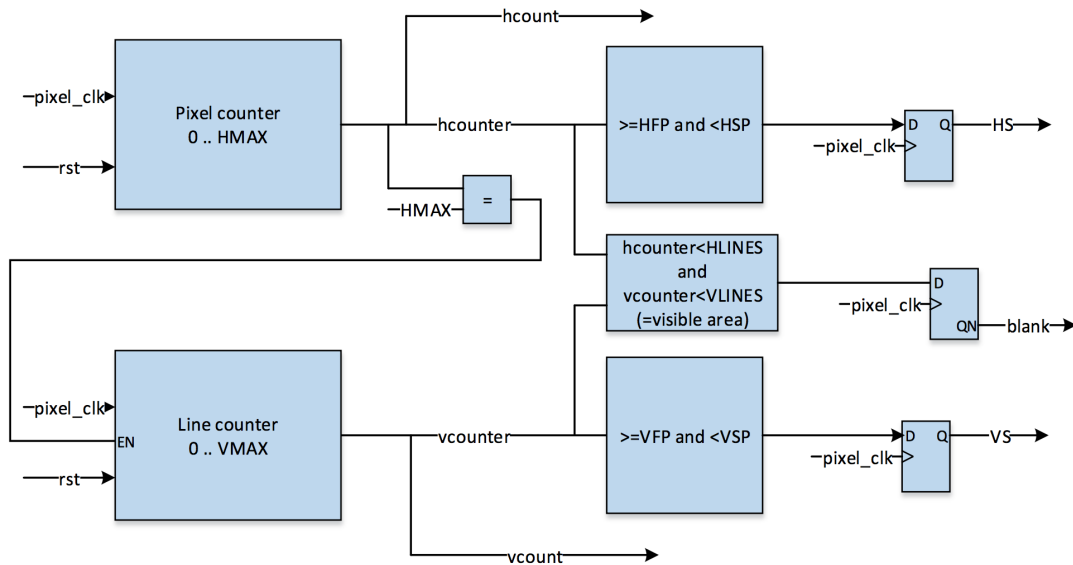 hcount
pixel_clk
rst
Pixel counter
0 .. HMAX
hcounter
HMAX
=
>=HFP and <HSP
D
Q
pixel_clk
HS
hcounter<HLINES
and
vcounter<VLINES
(=visible area)
D
pixel_clk
QN
blank
pixel_clk
EN
rst
Line counter
0 .. VMAX
vcounter
>=VFP and <VSP
D
Q
pixel_clk
VS
vcount